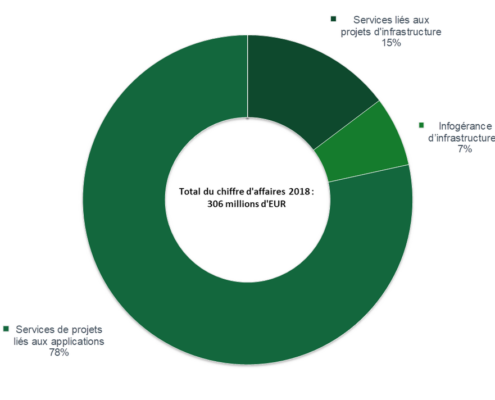 Services liés aux
projets d'infrastructure
15%
Infogérance
d'infrastructure
7%
Total du chiffre d'affaires 2018 :
306 millions d'EUR
Services de projets
liés aux applications
78%